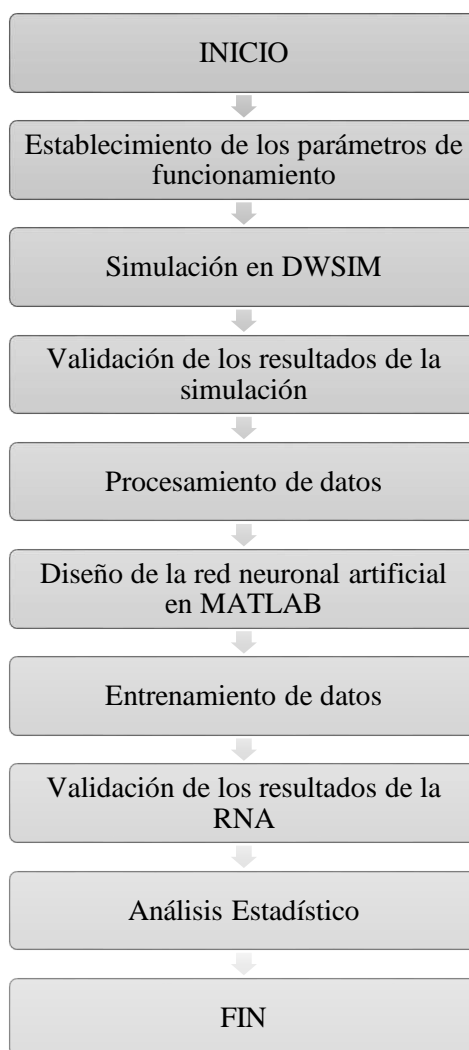 INICIO
Establecimiento de los parámetros de
funcionamiento
Simulación en DWSIM
Validación de los resultados de la
simulación
Procesamiento de datos
Diseño de la red neuronal artificial
en MATLAB
Entrenamiento de datos
Validación de los resultados de la
RNA
Análisis Estadístico
FIN